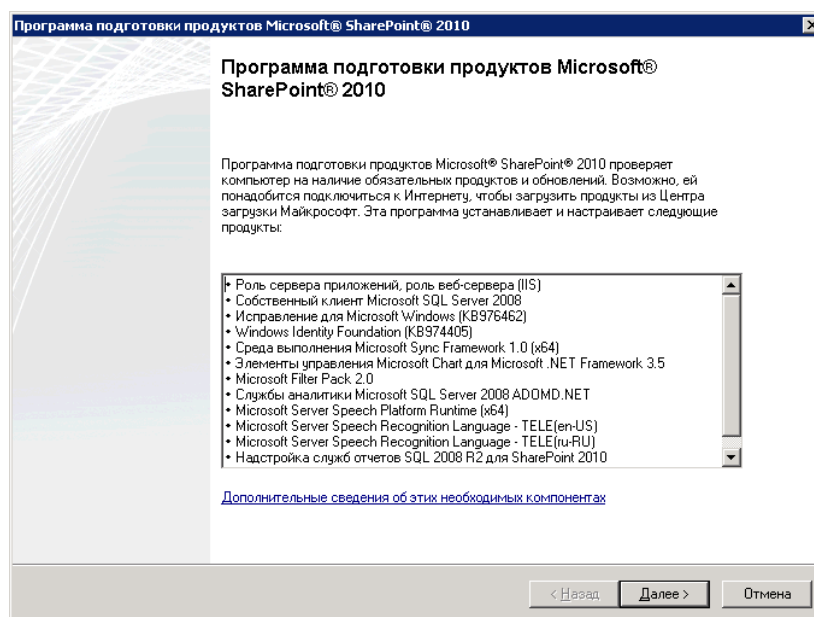 Программа подготовки продуктов Microsoft® SharePoint® 2010
Программа подготовки продуктов Microsoft®
SharePoint® 2010
Программа подготовки продуктов Microsoft® SharePoint® 2010 проверяет
компьютер на наличие обязательных продуктов и обновлений. Возможно, ей
понадобится подключиться к Интернету, чтобы загрузить продукты из Центра
загрузки Майкрософт. Эта программа устанавливает и настраивает следующие
продукты:
• Роль сервера приложений, роль веб-сервера (IIS)
• Собственный клиент Microsoft SQL Server 2008
• Исправление для Microsoft Windows (KB976462)
• Windows Identity Foundation (KB974405)
• Среда выполнения Microsoft Sync Framework 1.0 (x64)
• Элементы управления Microsoft Chart для Microsoft .NET Framework 3.5
• Microsoft Filter Pack 2.0
• Службы аналитики Microsoft SQL Server 2008 ADOMD.NET
• Microsoft Server Speech Platform Runtime (x64)
• Microsoft Server Speech Recognition Language - TELE(en-US)
• Microsoft Server Speech Recognition Language - TELE(ru-RU)
• Надстройка служб отчетов SQL 2008 R2 для SharePoint 2010
Дополнительные сведения об этих необходимых компонентах
< Назад Далее > Отмена